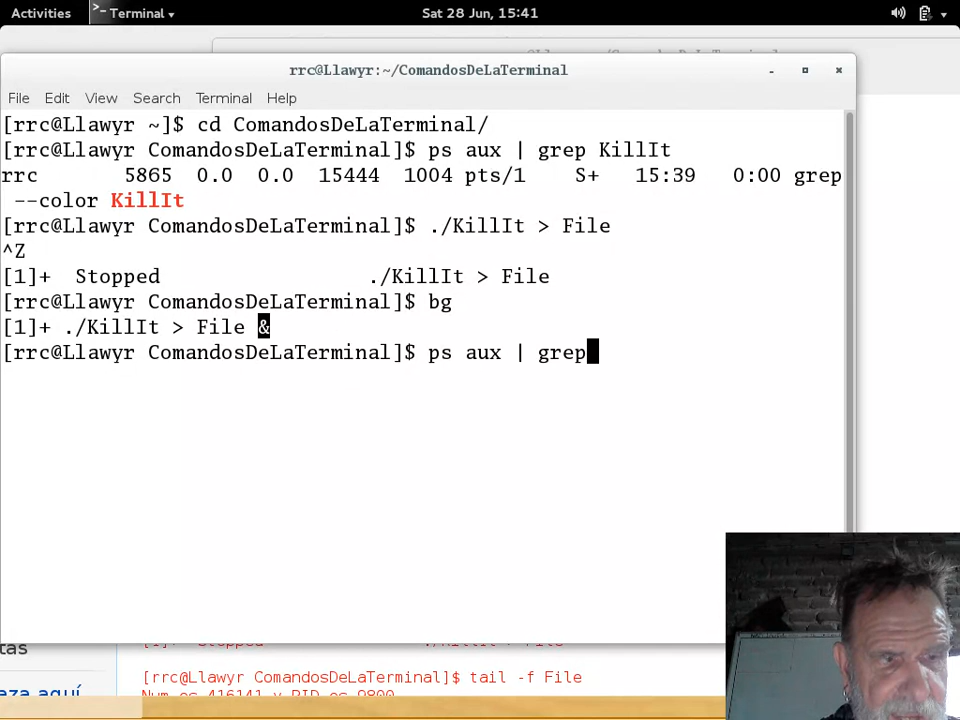 Activities
Terminal
Sat 28 Jun, 15:41
rrc@Llawyr:~/ComandosDeLaTerminal
File Edit View Search Terminal Help
[rrc@Llawyr ~]$ cd ComandosDeLaTerminal/
[rrc@Llawyr ComandosDeLaTerminal]$ ps aux | grep KillIt
rrc 5865 0.0 0.0 15444 1004 pts/1 S+ 15:39 0:00 grep
--color KillIt
[rrc@Llawyr ComandosDeLaTerminal]$ ./KillIt > File
^Z
[1]+ Stopped ./KillIt > File
[rrc@Llawyr ComandosDeLaTerminal]$ bg
[1]+ ./KillIt > File &
[rrc@Llawyr ComandosDeLaTerminal]$ ps aux | grep
[rrc@Llawyr ComandosDeLaTerminal]$ tail -f File